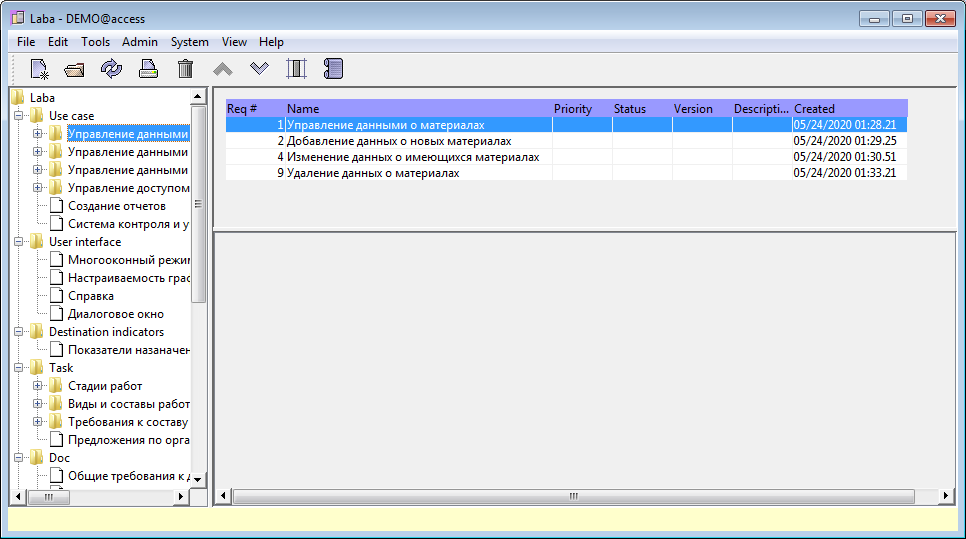 Laba - DEMO@access
File Edit Tools Admin System View Help
Laba
Use case
Управление данными
Управление данными
Управление данными
Управление доступом
Создание отчетов
Система контроля и у
User interface
Многооконный режи
Настраиваемость грас
Справка
Диалоговое окно
Destination indicators
Показатели назаначен
Task
Стадии работ
Виды и составы работ
Требования к составу
Предложения по орга
Doc
Общие требования к д
Req # Name Priority Status Version Descripti... Created
1 Управление данными о материалах 05/24/2020 01:28.21
2 Добавление данных о новых материалах 05/24/2020 01:29.25
4 Изменение данных о имеющихся материалах 05/24/2020 01:30.51
9 Удаление данных о материалах 05/24/2020 01:33.21